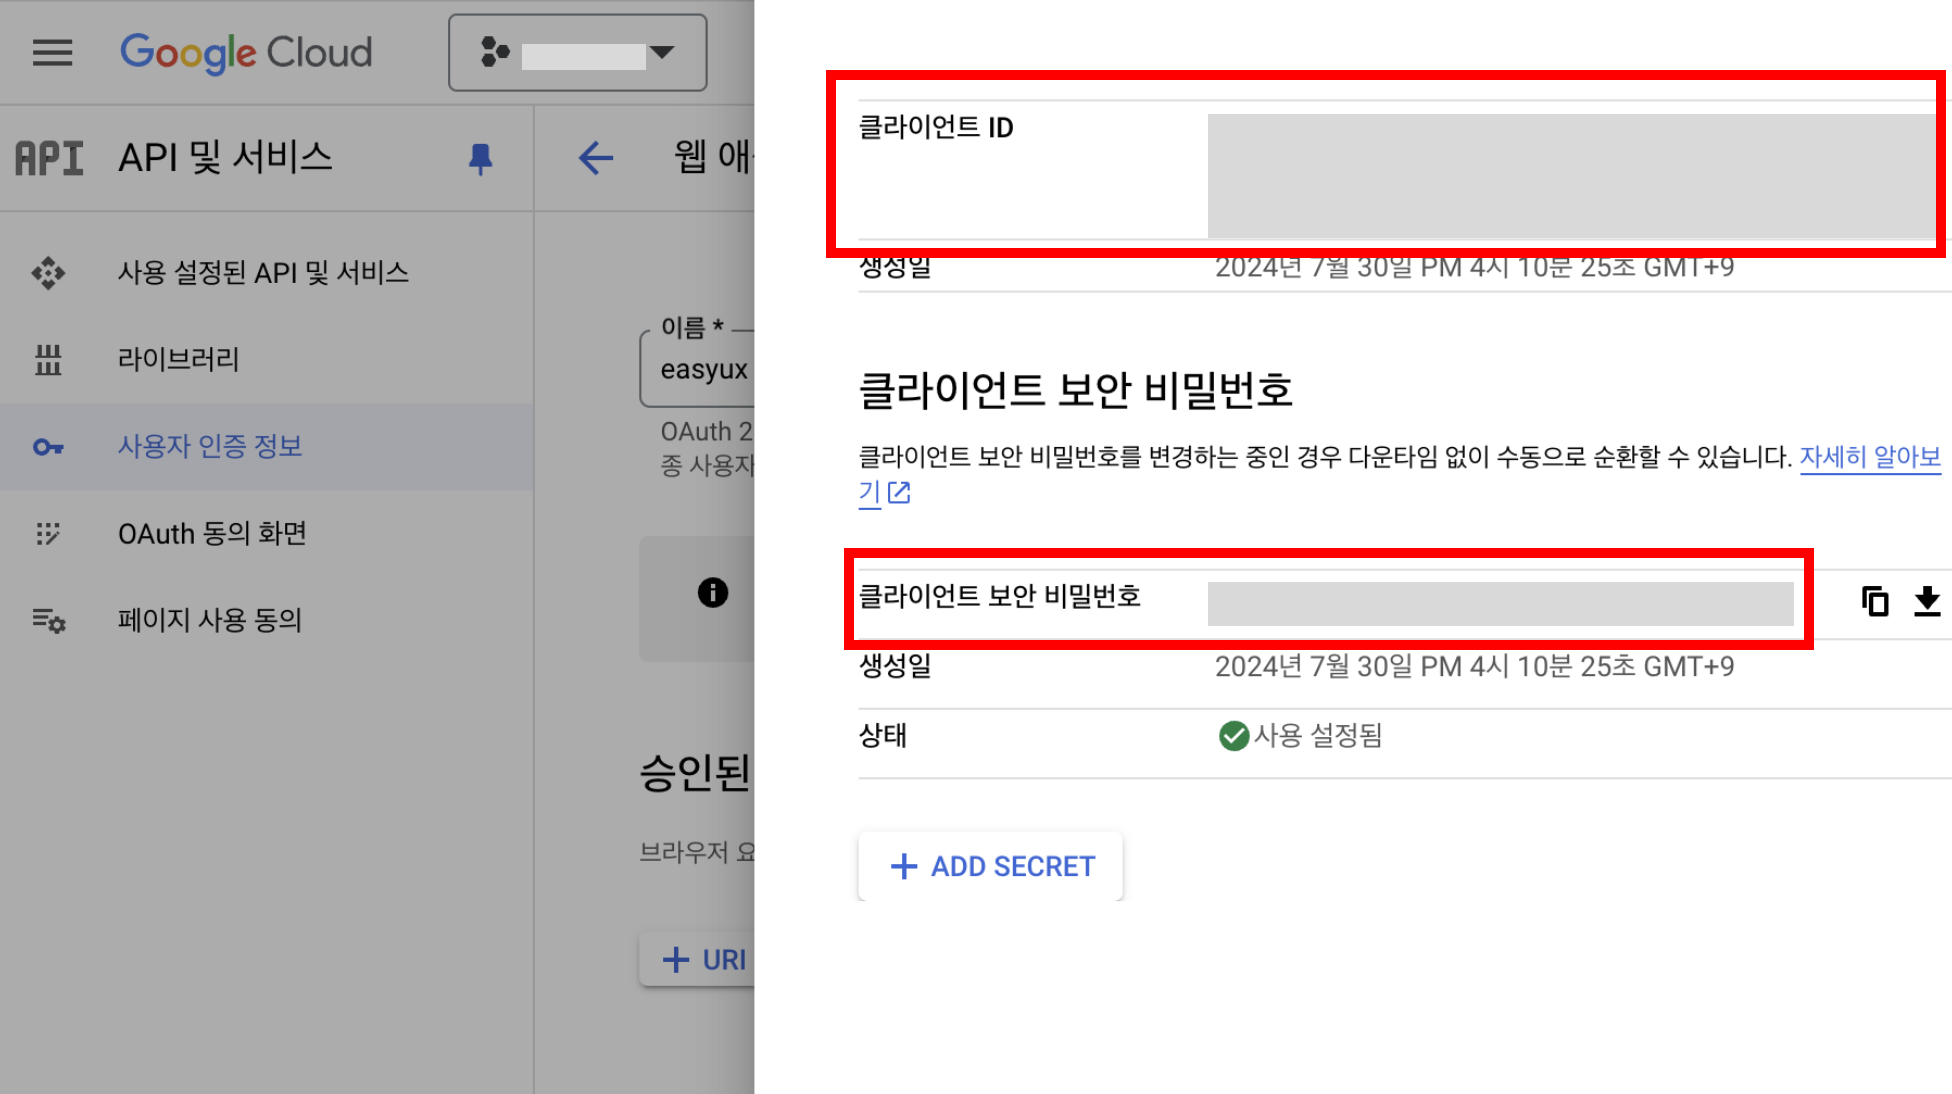 Google Cloud
API
API 및 서비스
사용 설정된 API 및 서비스
라이브러리
사용자 인증 정보
OAuth 동의 화면
페이지 사용 동의
웹 애
이름 *
easyux
OAuth 2
종 사용자
승인된
브라우저 요
+ URI
클라이언트 ID
생성일 2024년 7월 30일 PM 4시 10분 25초 GMT+9
클라이언트 보안 비밀번호
클라이언트 보안 비밀번호를 변경하는 중인 경우 다운타임 없이 수동으로 순환할 수 있습니다. 자세히 알아보
기
클라이언트 보안 비밀번호
생성일 2024년 7월 30일 PM 4시 10분 25초 GMT+9
상태 사용 설정됨
+ ADD SECRET